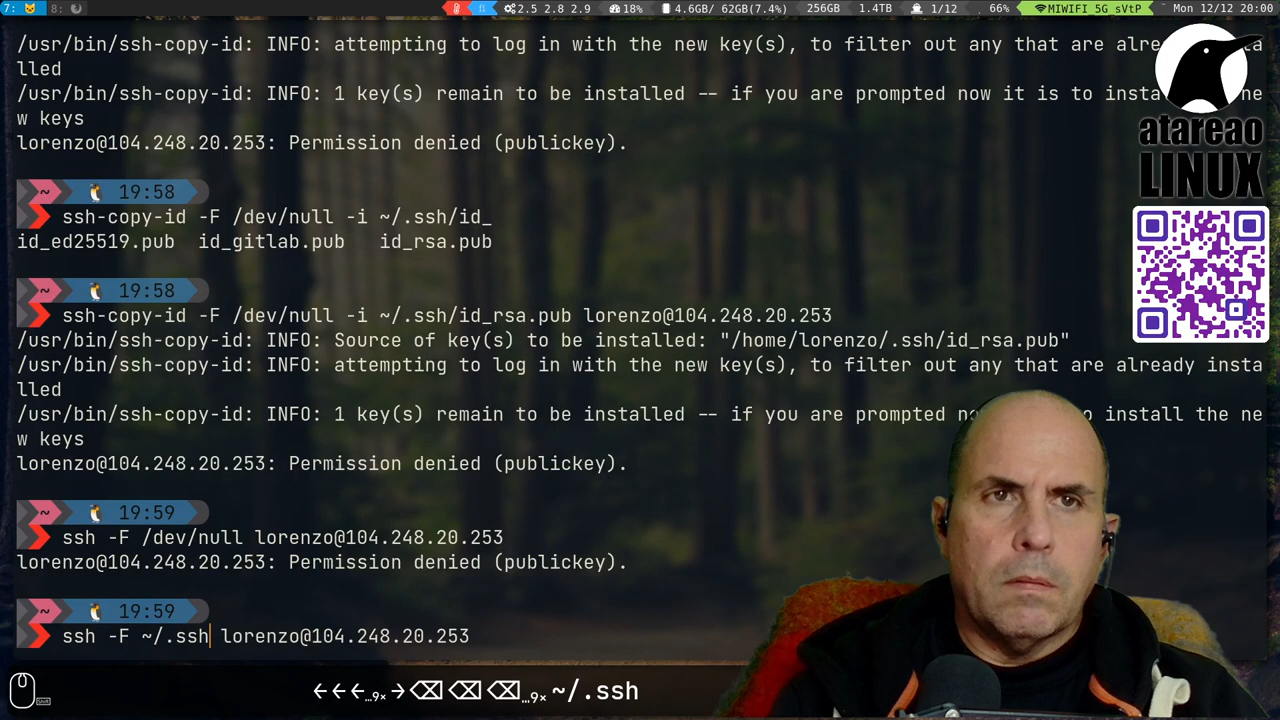 7: 8: 2.5 2.8 2.9 18% 4.6GB/ 62GB(7.4%) 256GB 1.4TB 1/12 66% MIWIFI 5G sVtP Mon 12/12 20:00
/usr/bin/ssh-copy-id: INFO: attempting to log in with the new key(s), to filter out any that are
lled
/usr/bin/ssh-copy-id: INFO: 1 key(s) remain to be installed -- if you are prompted now it is to
w keys
lorenzo@104.248.20.253: Permission denied (publickey).
atareao
LINUX
~ 19:58
ssh-copy-id -F /dev/null -i ~/.ssh/id_
id_ed25519.pub id_gitlab.pub id_rsa.pub
~ 19:58
ssh-copy-id -F /dev/null -i ~/.ssh/id_rsa.pub lorenzo@104.248.20.253
/usr/bin/ssh-copy-id: INFO: Source of key(s) to be installed: "/home/lorenzo/.ssh/id_rsa.pub"
/usr/bin/ssh-copy-id: INFO: attempting to log in with the new key(s), to filter out any that are already insta
lled
/usr/bin/ssh-copy-id: INFO: 1 key(s) remain to be installed -- if you are prompted install the ne
w keys
lorenzo@104.248.20.253: Permission denied (publickey).
~ 19:59
ssh -F /dev/null lorenzo@104.248.20.253
lorenzo@104.248.20.253: Permission denied (publickey).
~ 19:59
ssh -F ~/.ssh lorenzo@104.248.20.253
←←←…9×→⌫⌫⌫…9×~/.ssh